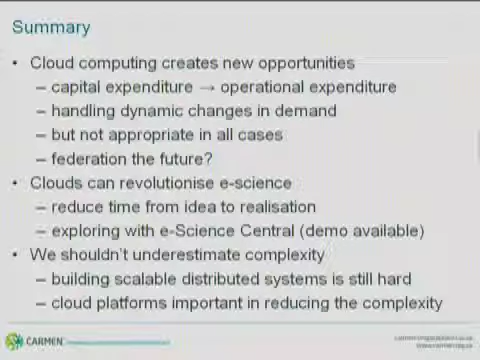 Summary
• Cloud computing creates new opportunities
– capital expenditure → operational expenditure
– handling dynamic changes in demand
– but not appropriate in all cases
– federation the future?
• Clouds can revolutionise e-science
– reduce time from idea to realisation
– exploring with e-Science Central (demo available)
• We shouldn't underestimate complexity
– building scalable distributed systems is still hard
– cloud platforms important in reducing the complexity
CARMEN